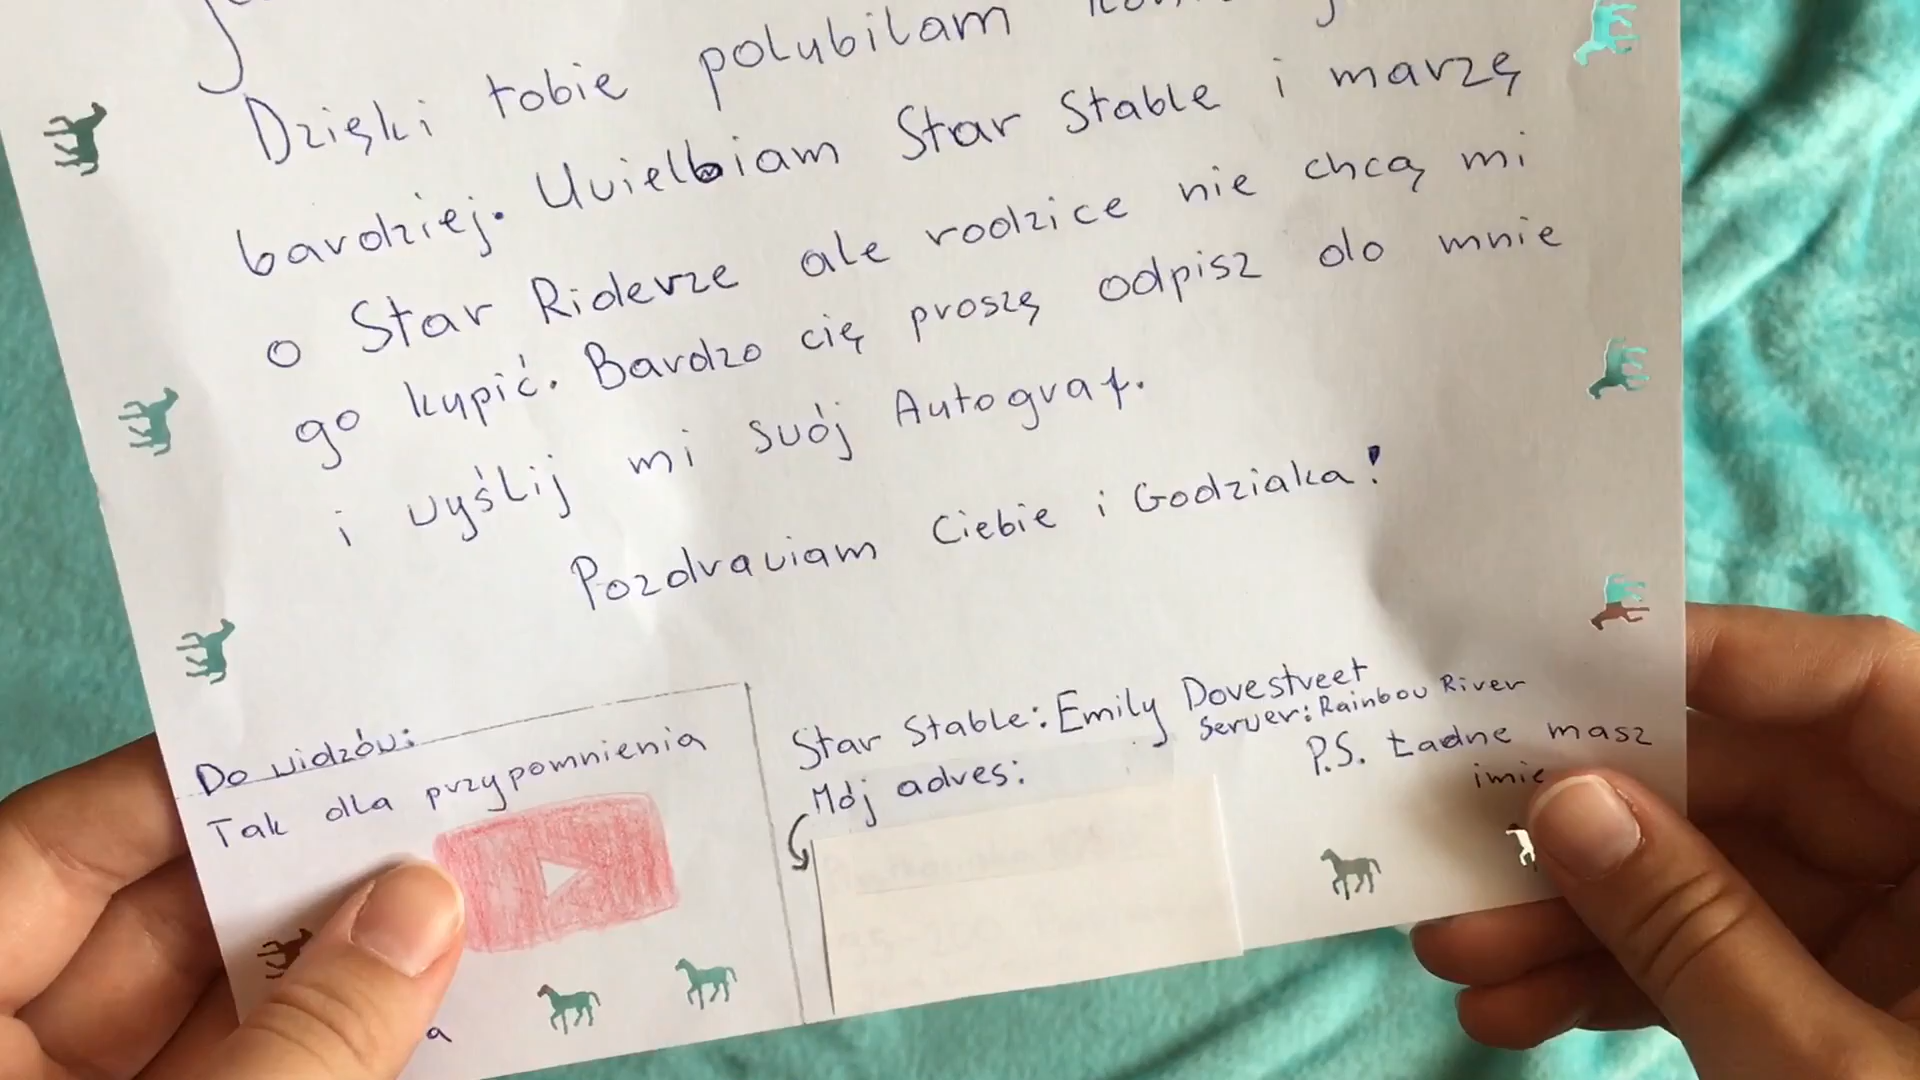 Dzięki tobie polubiłam
bardziej. Uwielbiam Star Stable i marzę
o Star Riderze ale rodzice nie chcą mi
go kupić. Bardzo cię proszę odpisz do mnie
i wyślij mi swój Autograf.
Pozdrawiam Ciebie i Godziaka!
Do widzów:
Tak dla przypomnienia
Star Stable: Emily Dovestreet
Server: Rainbow River
Mój adres:
P.S. Ładne masz
imię